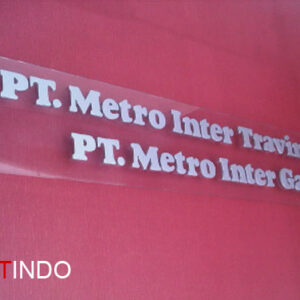 PT. Metro Inter Travin
PT. Metro Inter Ga
TINDO